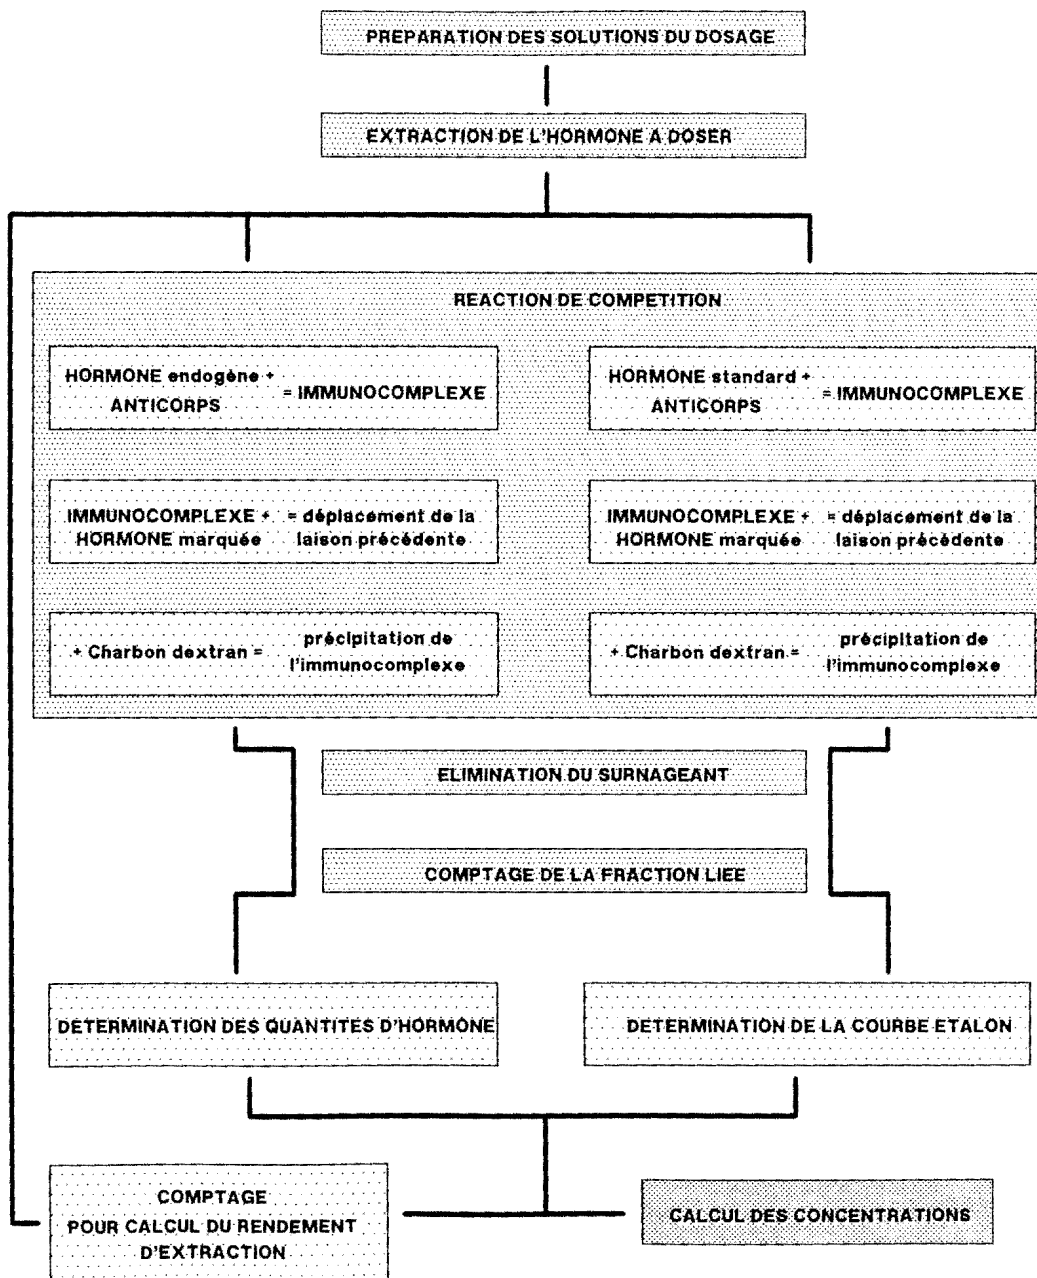 PREPARATION DES SOLUTIONS DU DOSAGE
EXTRACTION DE L'HORMONE A DOSER
REACTION DE COMPETITION
HORMONE endogène +
ANTICORPS
= IMMUNOCOMPLEXE
HORMONE standard +
ANTICORPS
= IMMUNOCOMPLEXE
IMMUNOCOMPLEXE +
HORMONE marquée
= déplacement de la
laison précédente
IMMUNOCOMPLEXE +
HORMONE marquée
= déplacement de la
laison précédente
+ Charbon dextran =
précipitation de
l'immunocomplexe
+ Charbon dextran =
précipitation de
l'immunocomplexe
ELIMINATION DU SURNAGEANT
COMPTAGE DE LA FRACTION LIEE
DETERMINATION DES QUANTITES D'HORMONE
DETERMINATION DE LA COURBE ETALON
COMPTAGE
POUR CALCUL DU RENDEMENT
D'EXTRACTION
CALCUL DES CONCENTRATIONS